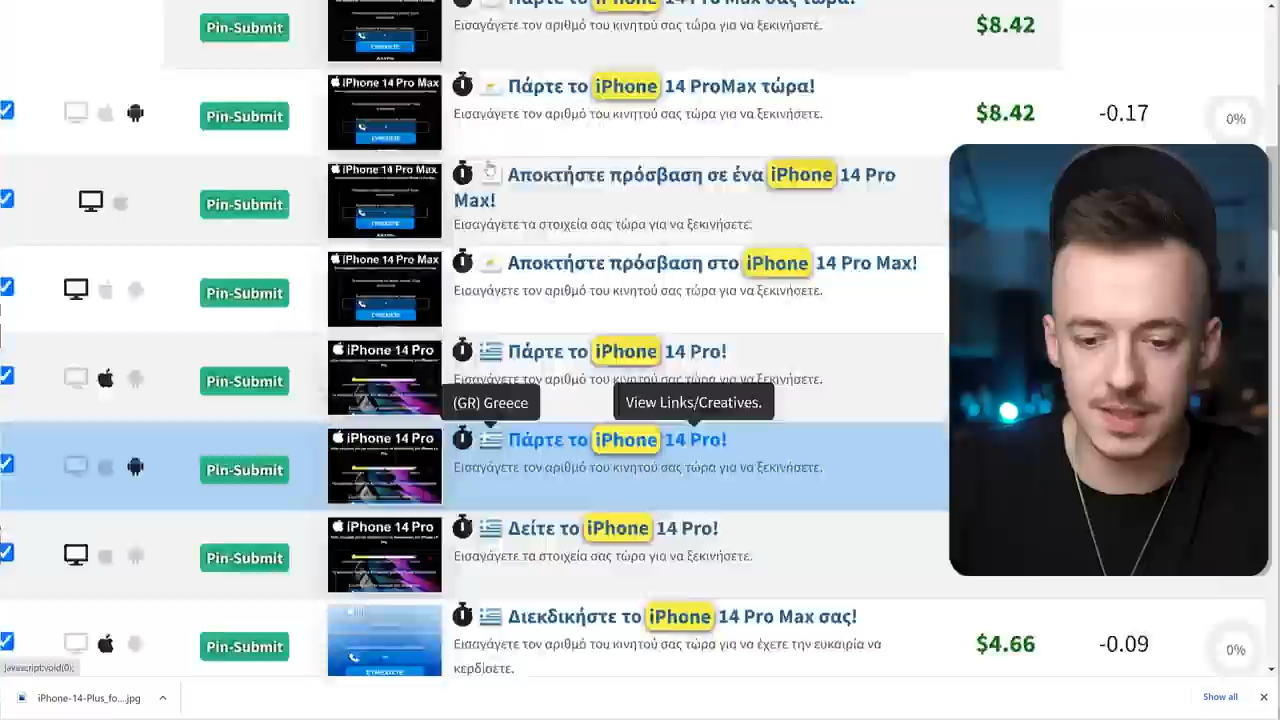 Pin-Submit
Πάρτε το iPhone 14 Pro Max σας τώρα!
Εισαγάγετε τον αριθμό του κινητού σας τώρα για να ξεκινήσετε.
$8.42
Pin-Submit
iPhone 14 Pro Max
Πάρτε το iPhone 14 ProMax τώρα!
Εισαγάγετε τον αριθμό του κινητού σας τώρα για να ξεκινήσετε.
$8.42
-0.17
0%
Pin-Submit
iPhone 14 Pro Max
Αποκτήστε πρόσβαση σε ένα iPhone 14 Pro
Max!
Εισαγάγετε τα στοιχεία σας τώρα για να ξεκινήσετε.
Pin-Submit
iPhone 14 Pro Max
Αποκτήστε πρόσβαση στο iPhone 14 Pro Max!
Εισαγάγετε τον αριθμό του κινητού σας τώρα για να ξεκινήσετε.
Pin-Submit
iPhone 14 Pro
Πάρτε το iPhone 14 Pro!
Εισαγάγετε τον αριθμό του κινητού σας τώρα για να ξεκινήσετε.
(GR) G
View Links/Creatives.
Pin-Submit
iPhone 14 Pro
Πάρτε το iPhone 14 Pro!
Εισαγάγετε τον αριθμό του κινητού σας τώρα για να ξεκινήσετε.
Pin-Submit
iPhone 14 Pro
Δείτε το iPhone 14 Pro!
Εισαγάγετε τα στοιχεία σας τώρα για να ξεκινήσετε.
Pin-Submit
Διεκδικήστε το iPhone 14 Pro Max σας!
Εισαγάγετε τον αριθμό του κινητού σας τώρα για να έχετε την ευκαιρία να
κερδίσετε.
$4.66
-0.09
0%
javascript:void(0);
iPhone-14-Plus_fo....jpg
Show all